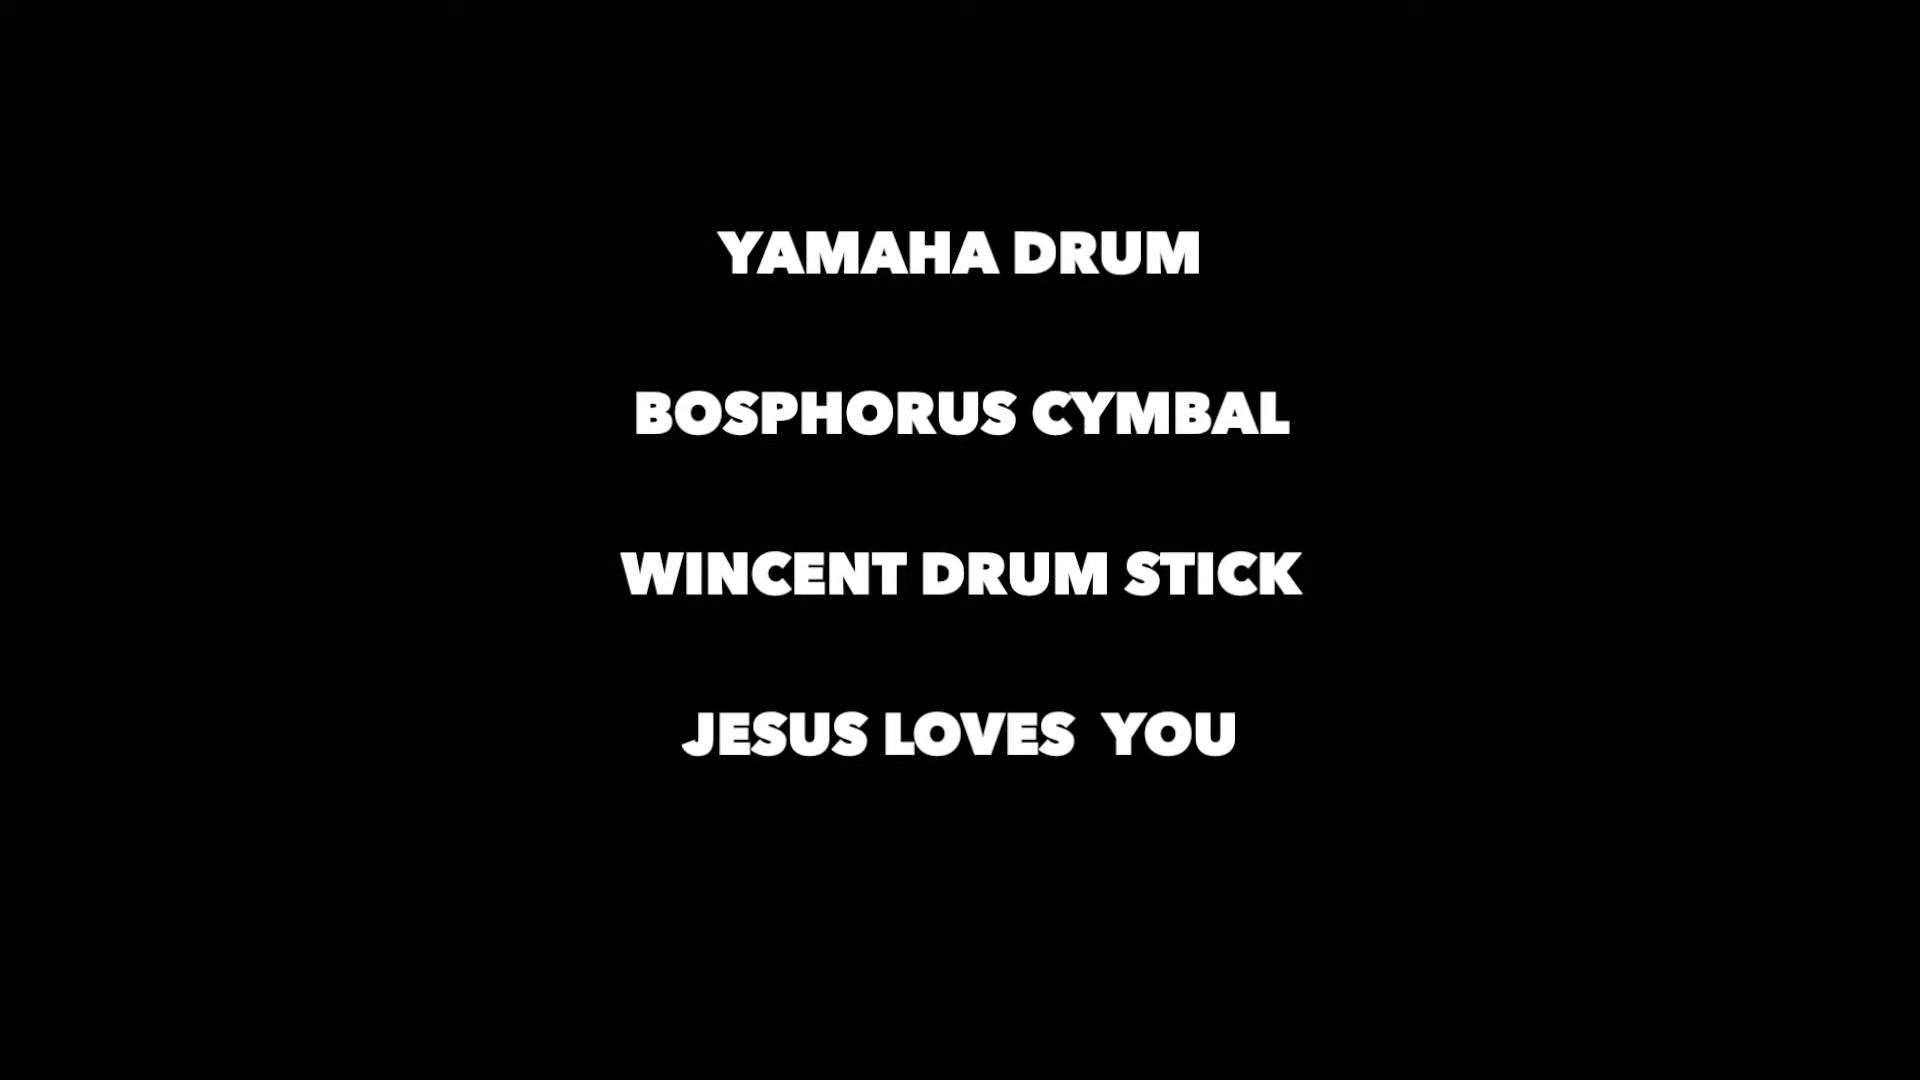 YAMAHA DRUM
BOSPHORUS CYMBAL
WINCENT DRUM STICK
JESUS LOVES  YOU